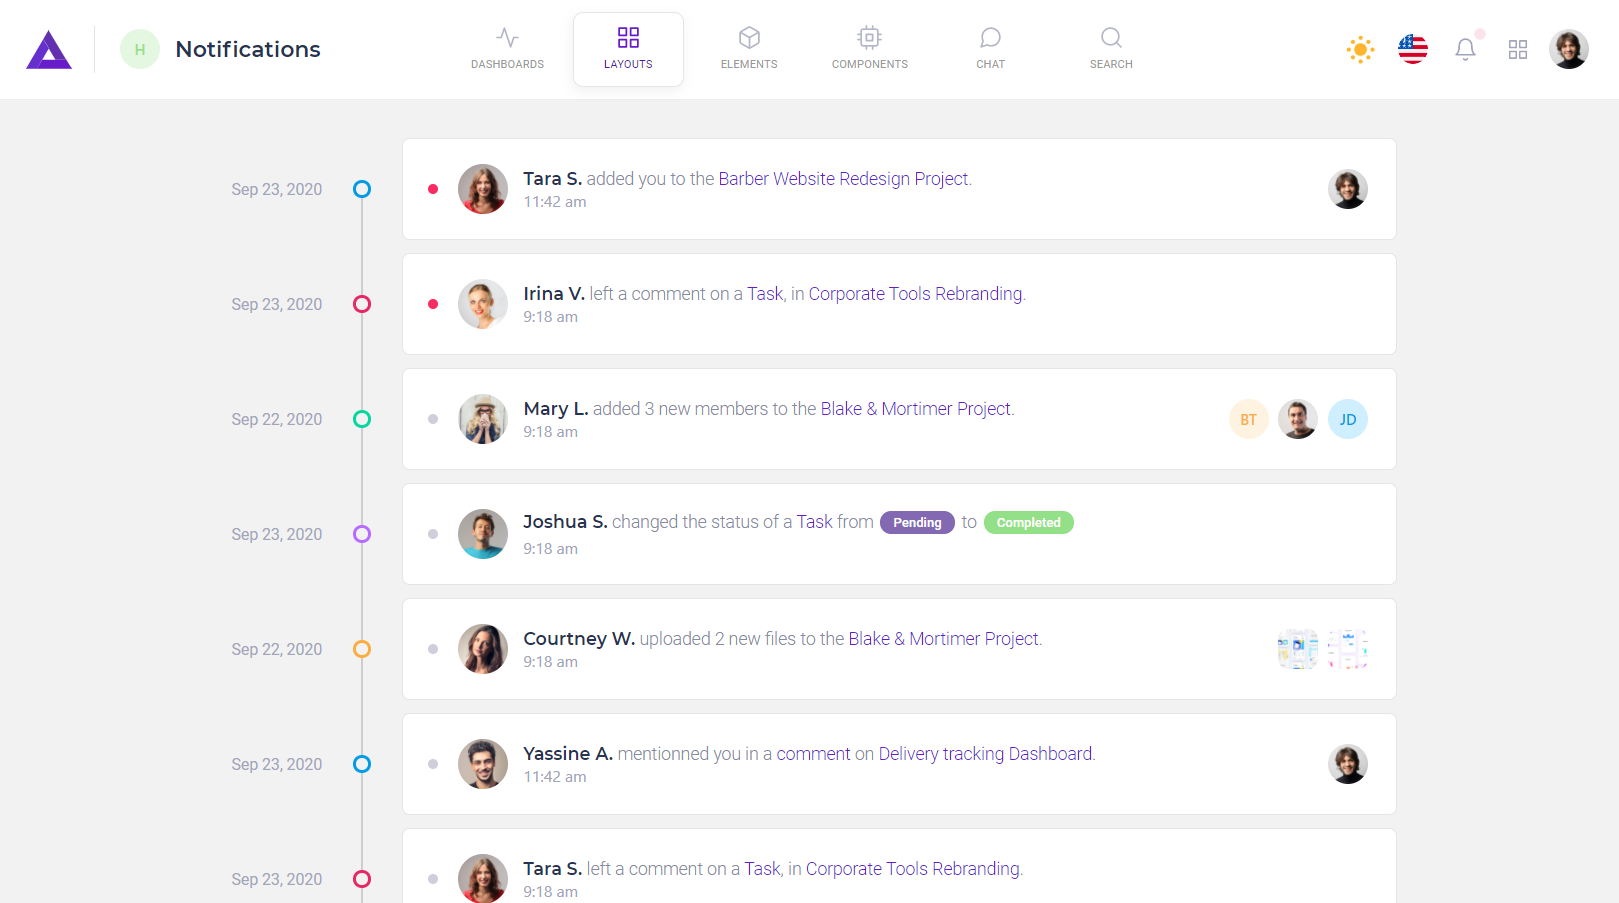 H
Notifications
DASHBOARDS
LAYOUTS
ELEMENTS
COMPONENTS
CHAT
SEARCH
Sep 23, 2020
Tara S. added you to the Barber Website Redesign Project.
11:42 am
Sep 23, 2020
Irina V. left a comment on a Task, in Corporate Tools Rebranding.
9:18 am
Sep 22, 2020
Mary L. added 3 new members to the Blake & Mortimer Project.
9:18 am
BT
JD
Sep 23, 2020
Joshua S. changed the status of a Task from Pending to Completed
9:18 am
Sep 22, 2020
Courtney W. uploaded 2 new files to the Blake & Mortimer Project.
9:18 am
Sep 23, 2020
Yassine A. mentionned you in a comment on Delivery tracking Dashboard.
11:42 am
Sep 23, 2020
Tara S. left a comment on a Task, in Corporate Tools Rebranding.
9:18 am